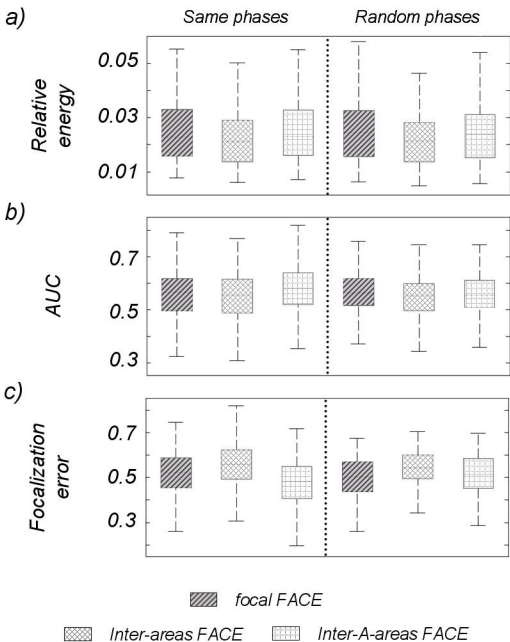 Same phases Random phases
a)
Relative energy
0.05
0.03
0.01
b)
AUC
0.7
0.5
0.3
c)
Focalization error
0.7
0.5
0.3
focal FACE
Inter-areas FACE Inter-A-areas FACE